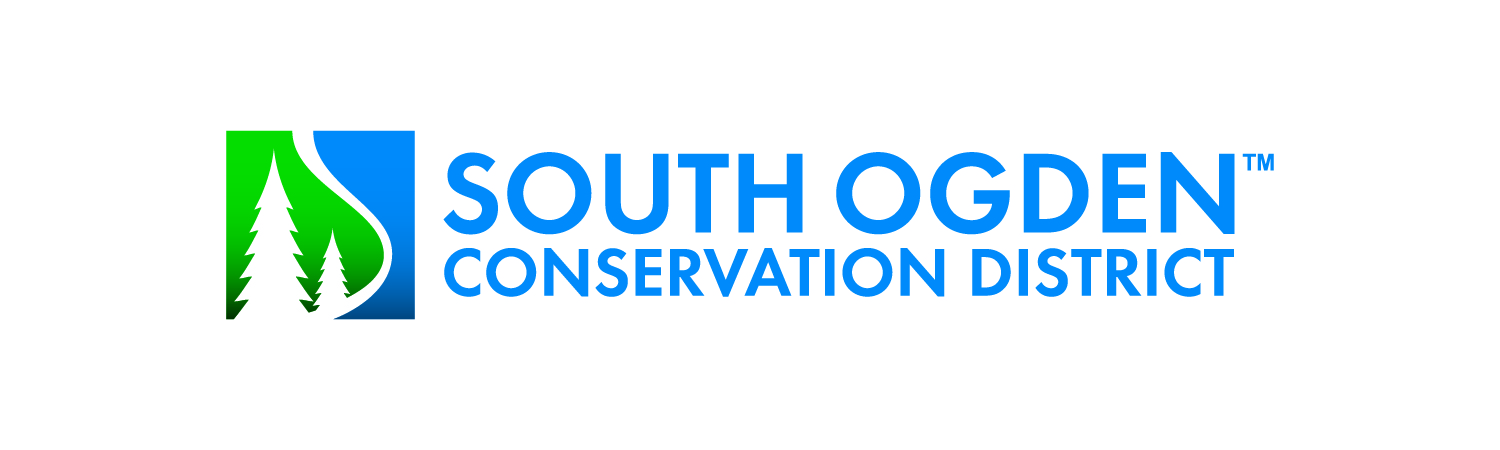 SOUTH OGDEN™
CONSERVATION DISTRICT